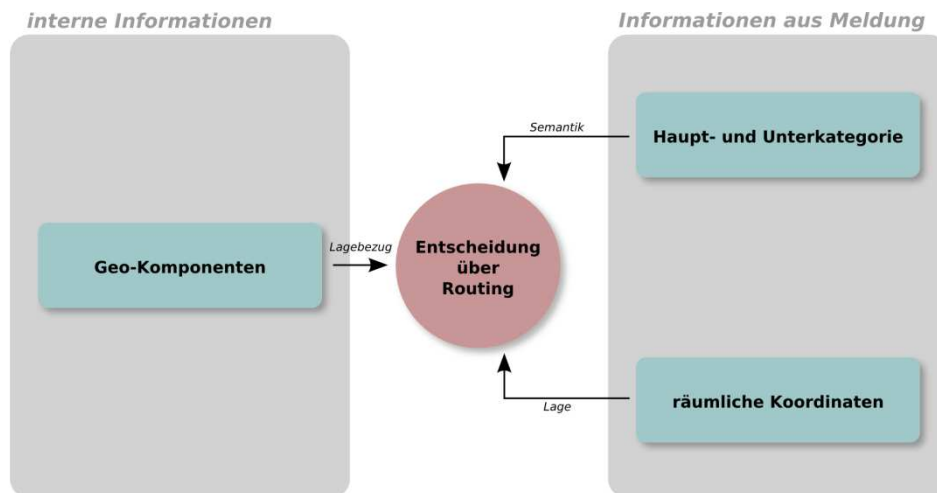 interne Informationen
Informationen aus Meldung
Semantik
Haupt- und Unterkategorie
Geo-Komponenten
Lagebezug
Entscheidung
über
Routing
Lage
räumliche Koordinaten